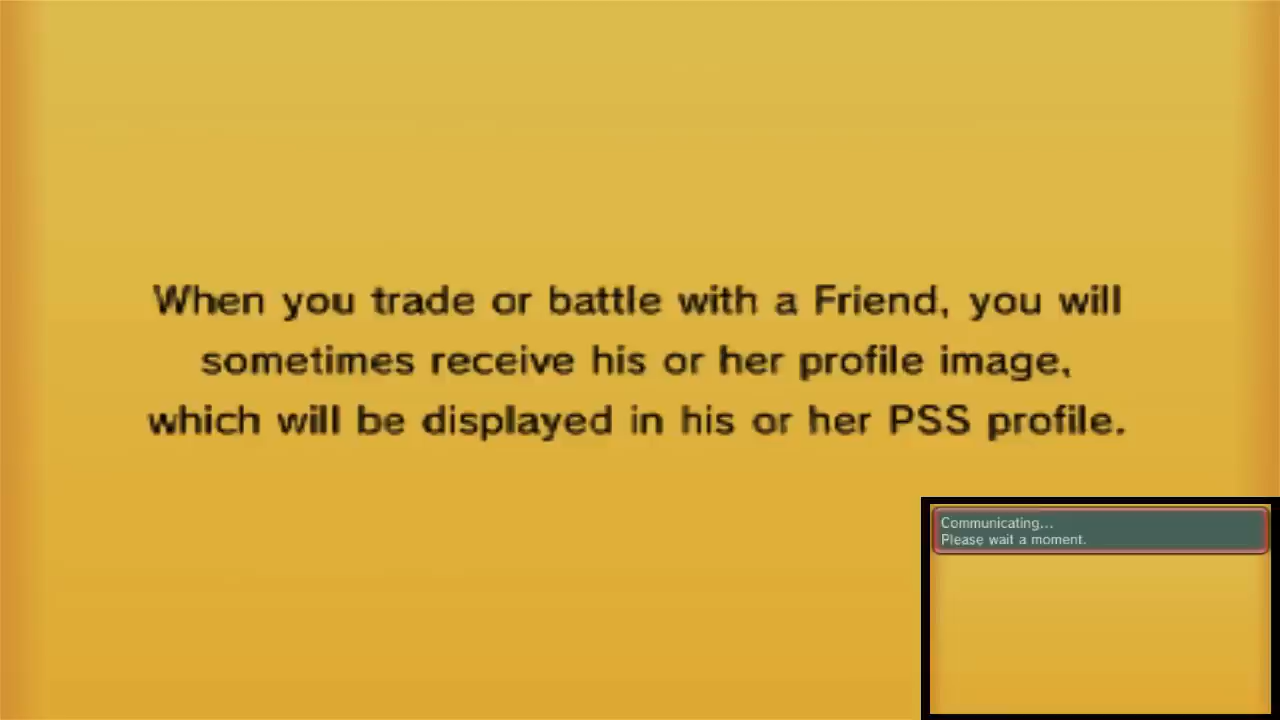 When you trade or battle with a Friend, you will
sometimes receive his or her profile image,
which will be displayed in his or her PSS profile.
Communicating...
Please wait a moment.